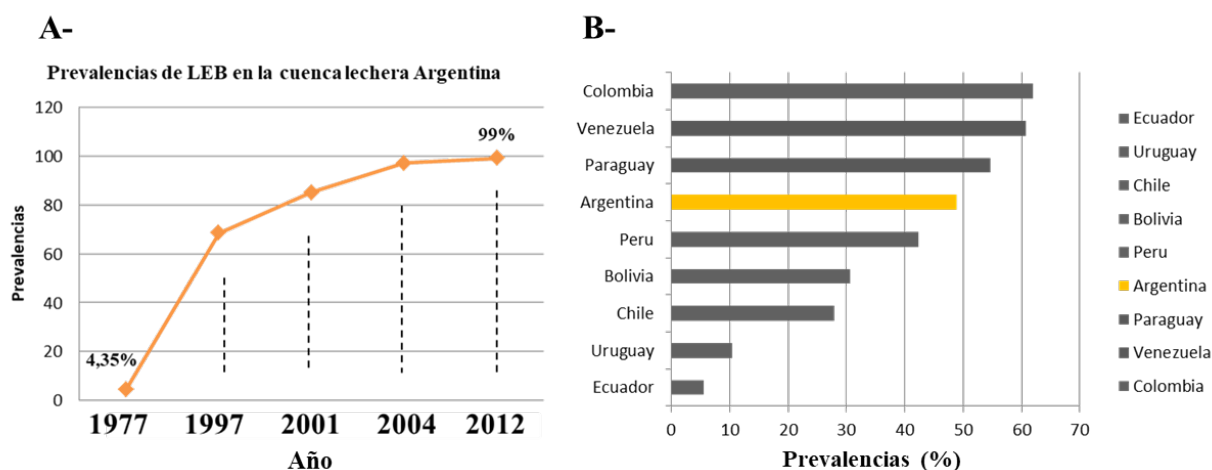 A-
Prevalencias de LEB en la cuenca lechera Argentina
Prevalencias
120
100
80
60
40
20
0
4,35%
99%
1977 1997 2001 2004 2012
Año
B-
Colombia
Venezuela
Paraguay
Argentina
Peru
Bolivia
Chile
Uruguay
Ecuador
0 10 20 30 40 50 60 70
Prevalencias (%)
Ecuador
Uruguay
Chile
Bolivia
Peru
Argentina
Paraguay
Venezuela
Colombia